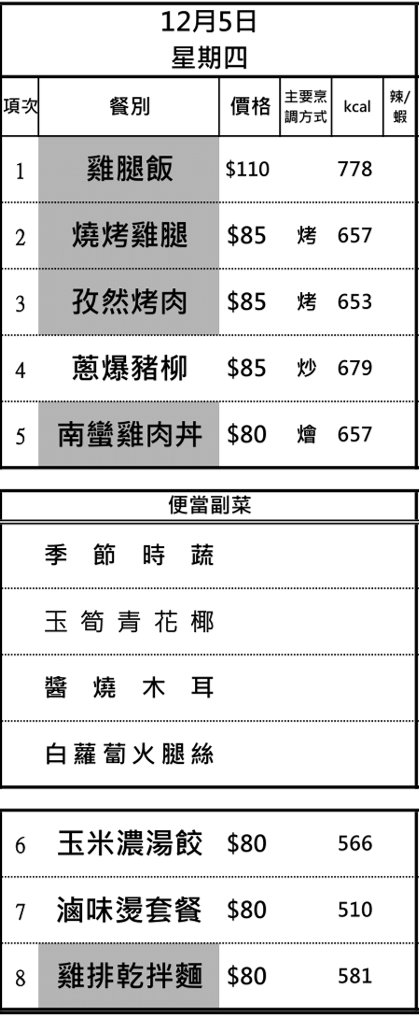 12月5日
星期四
項次 餐別 價格 主要烹調方式 kcal 辣/蝦
1 雞腿飯 $110 778
2 燒烤雞腿 $85 烤 657
3 孜然烤肉 $85 烤 653
4 蔥爆豬柳 $85 炒 679
5 南蠻雞肉丼 $80 燴 657
便當副菜
季節時蔬
玉筍青花椰
醬燒木耳
白蘿蔔火腿絲
6 玉米濃湯餃 $80 566
7 滷味燙套餐 $80 510
8 雞排乾拌麵 $80 581